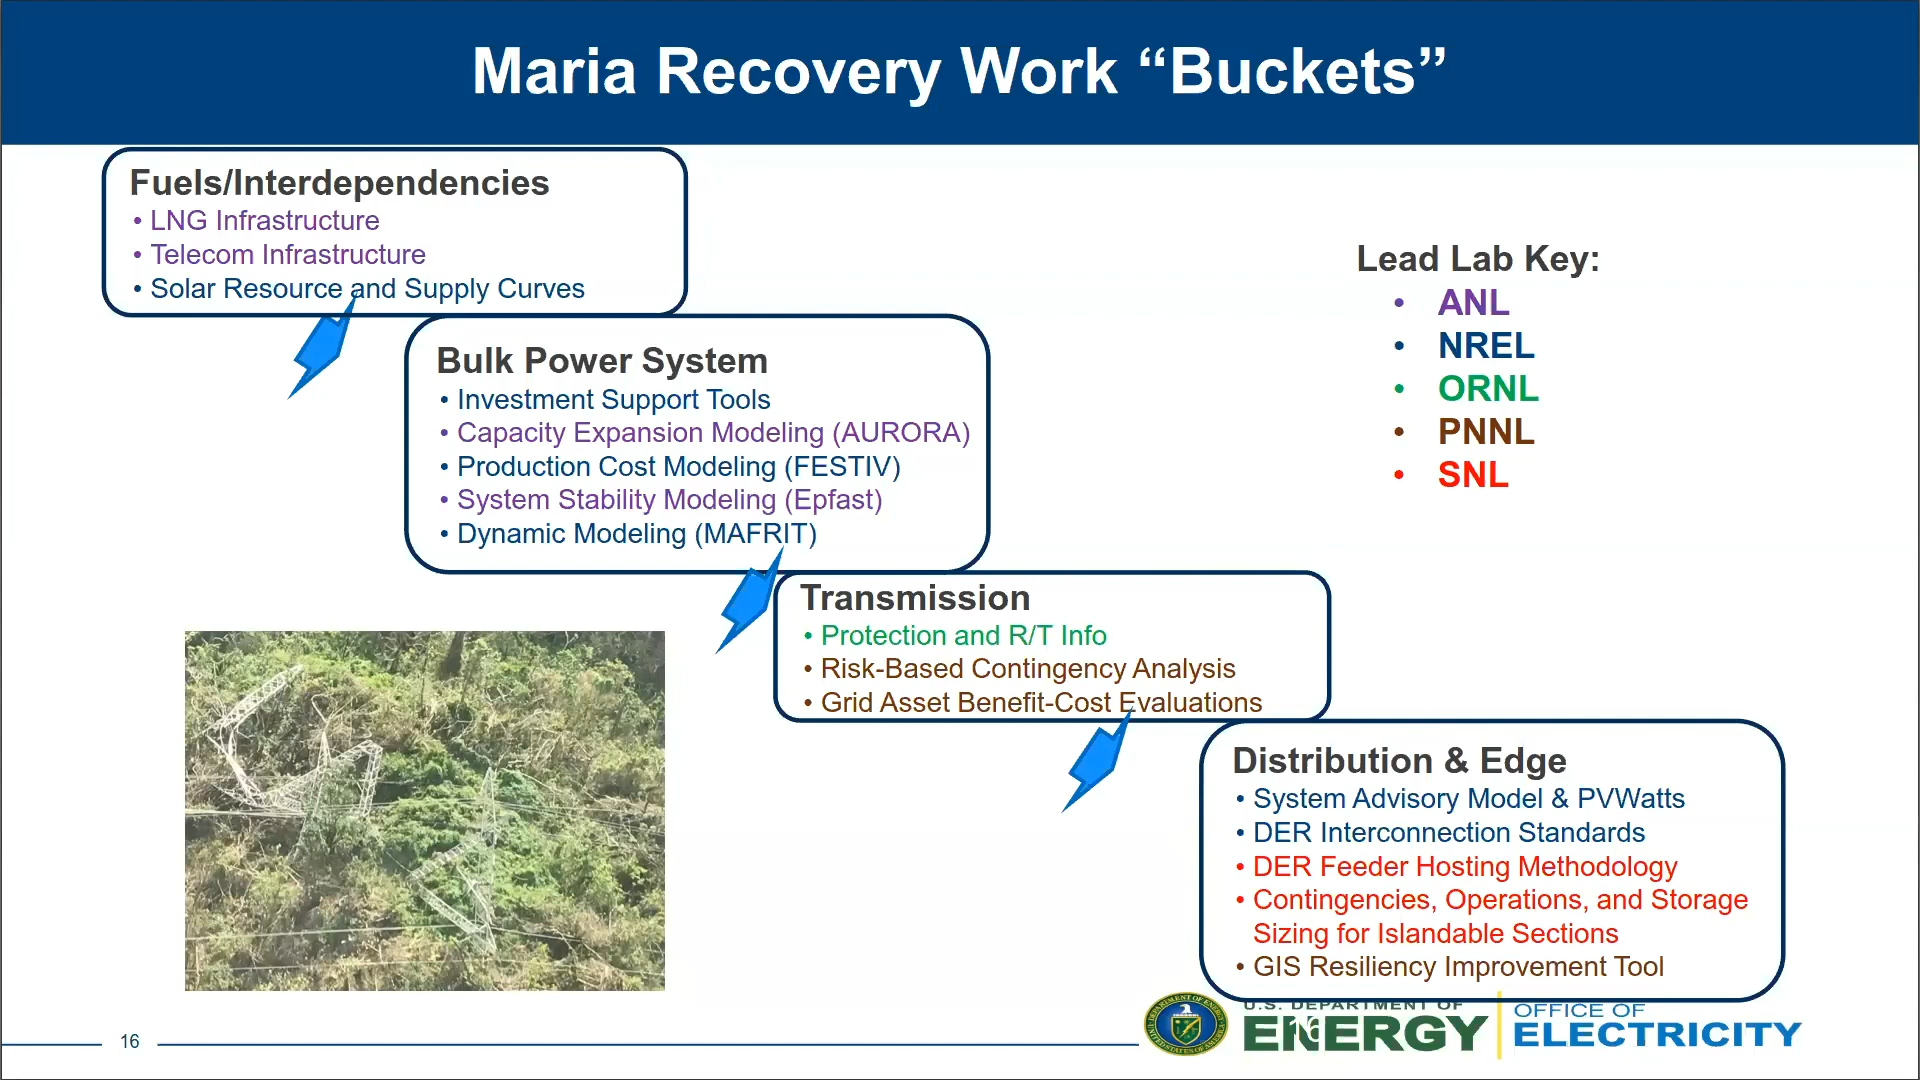 Maria Recovery Work “Buckets”
Fuels/Interdependencies
• LNG Infrastructure
• Telecom Infrastructure
• Solar Resource and Supply Curves
Lead Lab Key:
• ANL
• NREL
• ORNL
• PNNL
• SNL
Bulk Power System
• Investment Support Tools
• Capacity Expansion Modeling (AURORA)
• Production Cost Modeling (FESTIV)
• System Stability Modeling (Epfast)
• Dynamic Modeling (MAFRIT)
Transmission
• Protection and R/T Info
• Risk-Based Contingency Analysis
• Grid Asset Benefit-Cost Evaluations
Distribution & Edge
• System Advisory Model & PVWatts
• DER Interconnection Standards
• DER Feeder Hosting Methodology
• Contingencies, Operations, and Storage
Sizing for Islandable Sections
• GIS Resiliency Improvement Tool
16
U.S. DEPARTMENT OF
ENERGY
16
OFFICE OF
ELECTRICITY